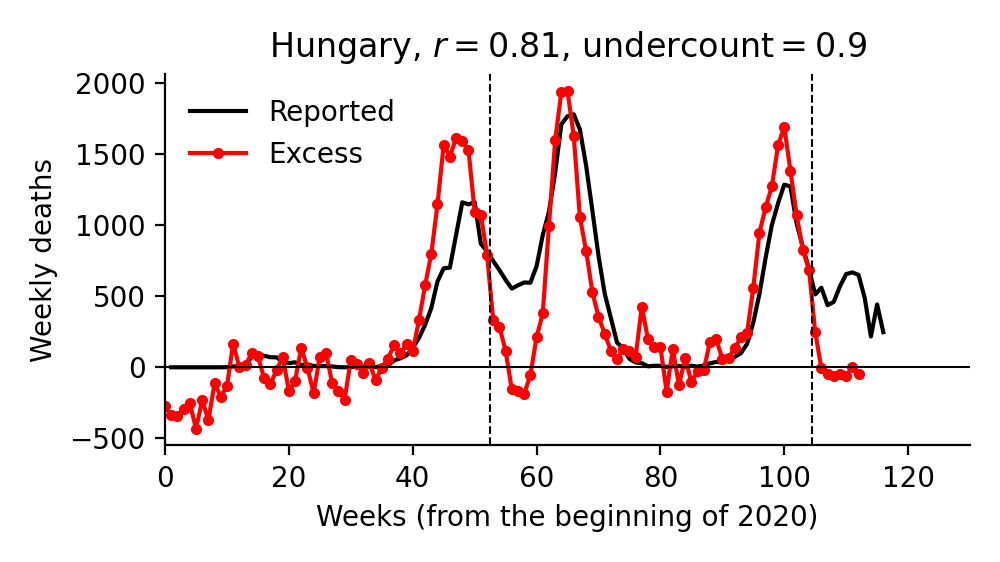 Hungary, r = 0.81, undercount = 0.9
Reported
Excess
Weekly deaths
2000
1500
1000
500
0
−500
0 20 40 60 80 100 120
Weeks (from the beginning of 2020)